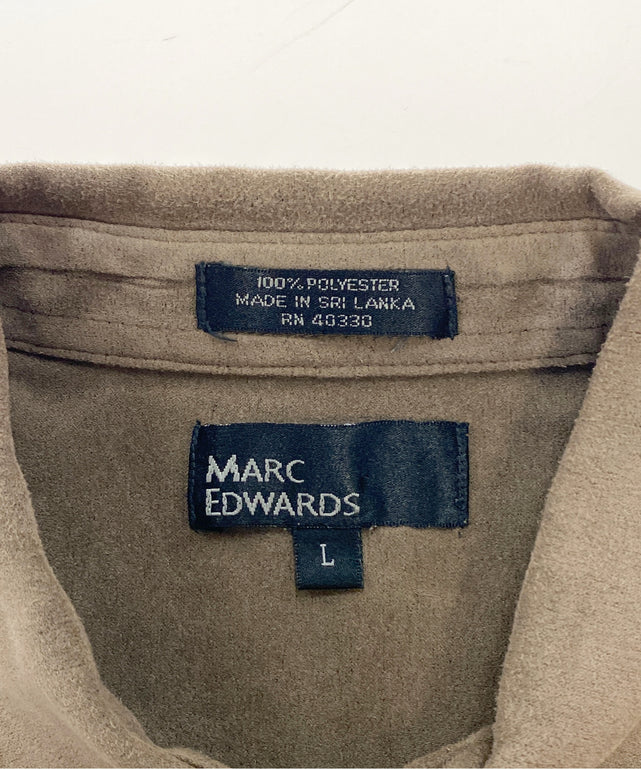 100% POLYESTER
MADE IN SRI LANKA
RN 40330
MARC
EDWARDS
L